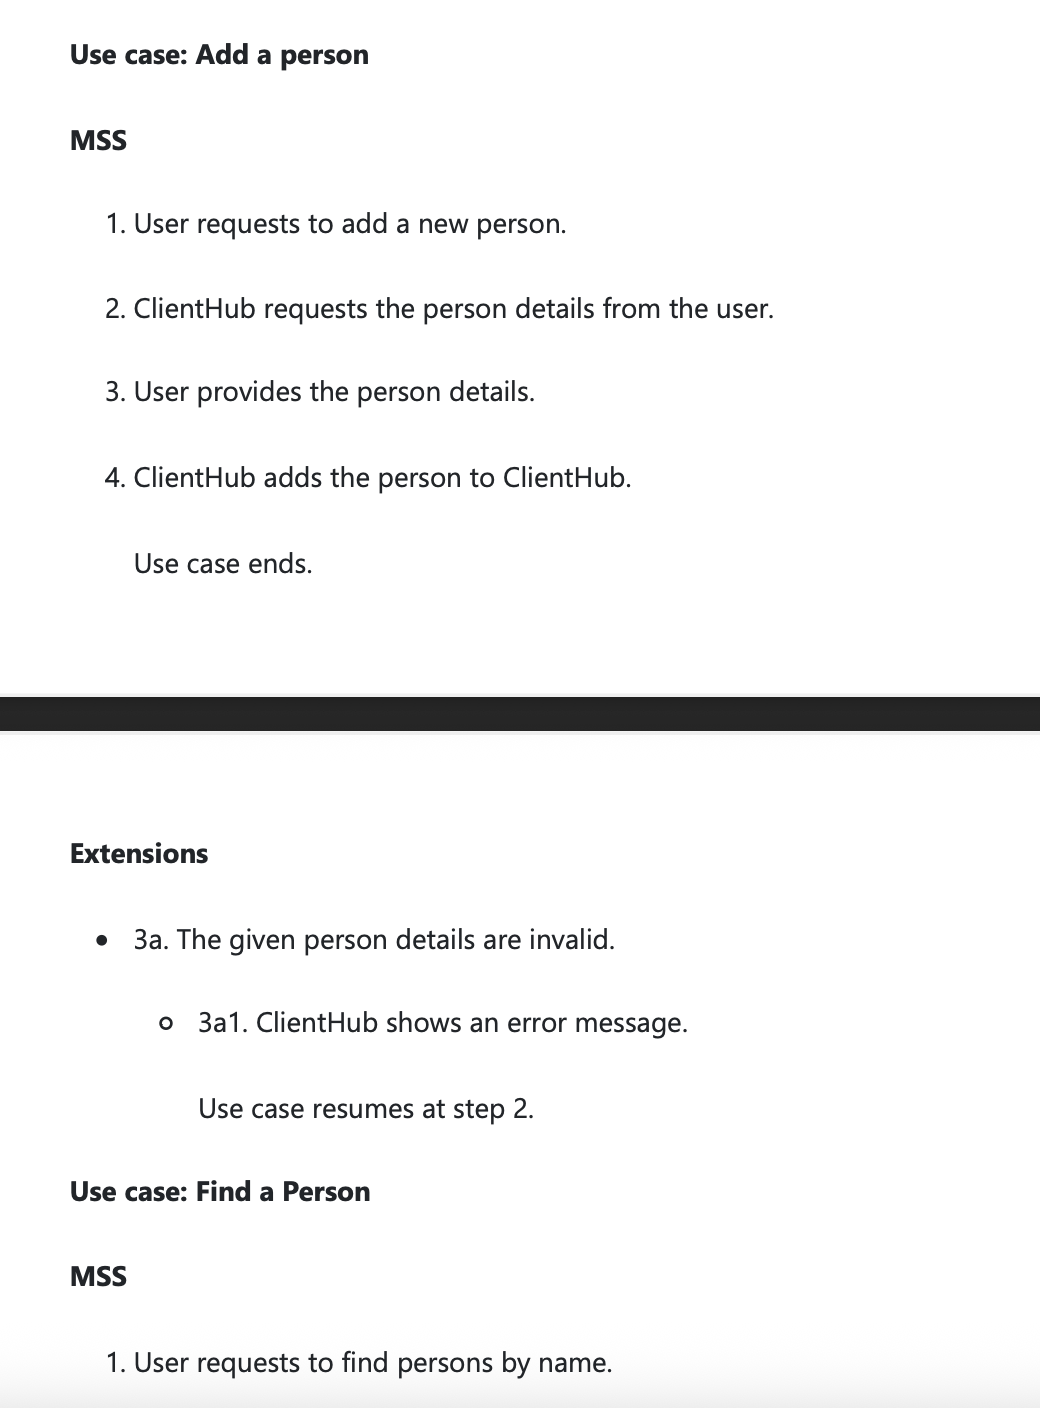 Use case: Add a person
MSS
1. User requests to add a new person.
2. ClientHub requests the person details from the user.
3. User provides the person details.
4. ClientHub adds the person to ClientHub.
Use case ends.
Extensions
• 3a. The given person details are invalid.
○ 3a1. ClientHub shows an error message.
Use case resumes at step 2.
Use case: Find a Person
MSS
1. User requests to find persons by name.